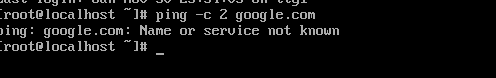 [root@localhost ~]# ping -c 2 google.com
ping: google.com: Name or service not known
[root@localhost ~]# _